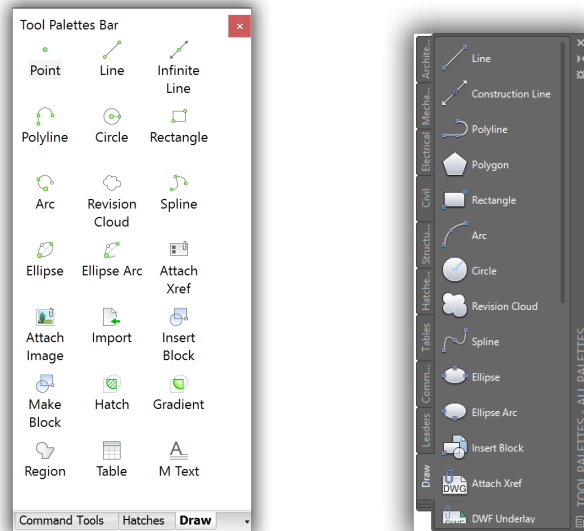 Tool Palettes Bar
Point Line Infinite
Line
Polyline Circle Rectangle
Arc Revision Spline
Cloud
Ellipse Ellipse Arc Attach
Xref
Attach Import Insert
Image Block
Make Hatch Gradient
Block
Region Table M Text
Command Tools Hatches Draw
Archite...
Mecha...
Electrical
Civil
Structu...
Hatche...
Tables
Comm...
Leaders
Draw
Line
Construction Line
Polyline
Polygon
Rectangle
Arc
Circle
Revision Cloud
Spline
Ellipse
Ellipse Arc
Insert Block
DWG Attach Xref
DWF DWF Underlay
TOOL PALETTES - ALL PALETTES